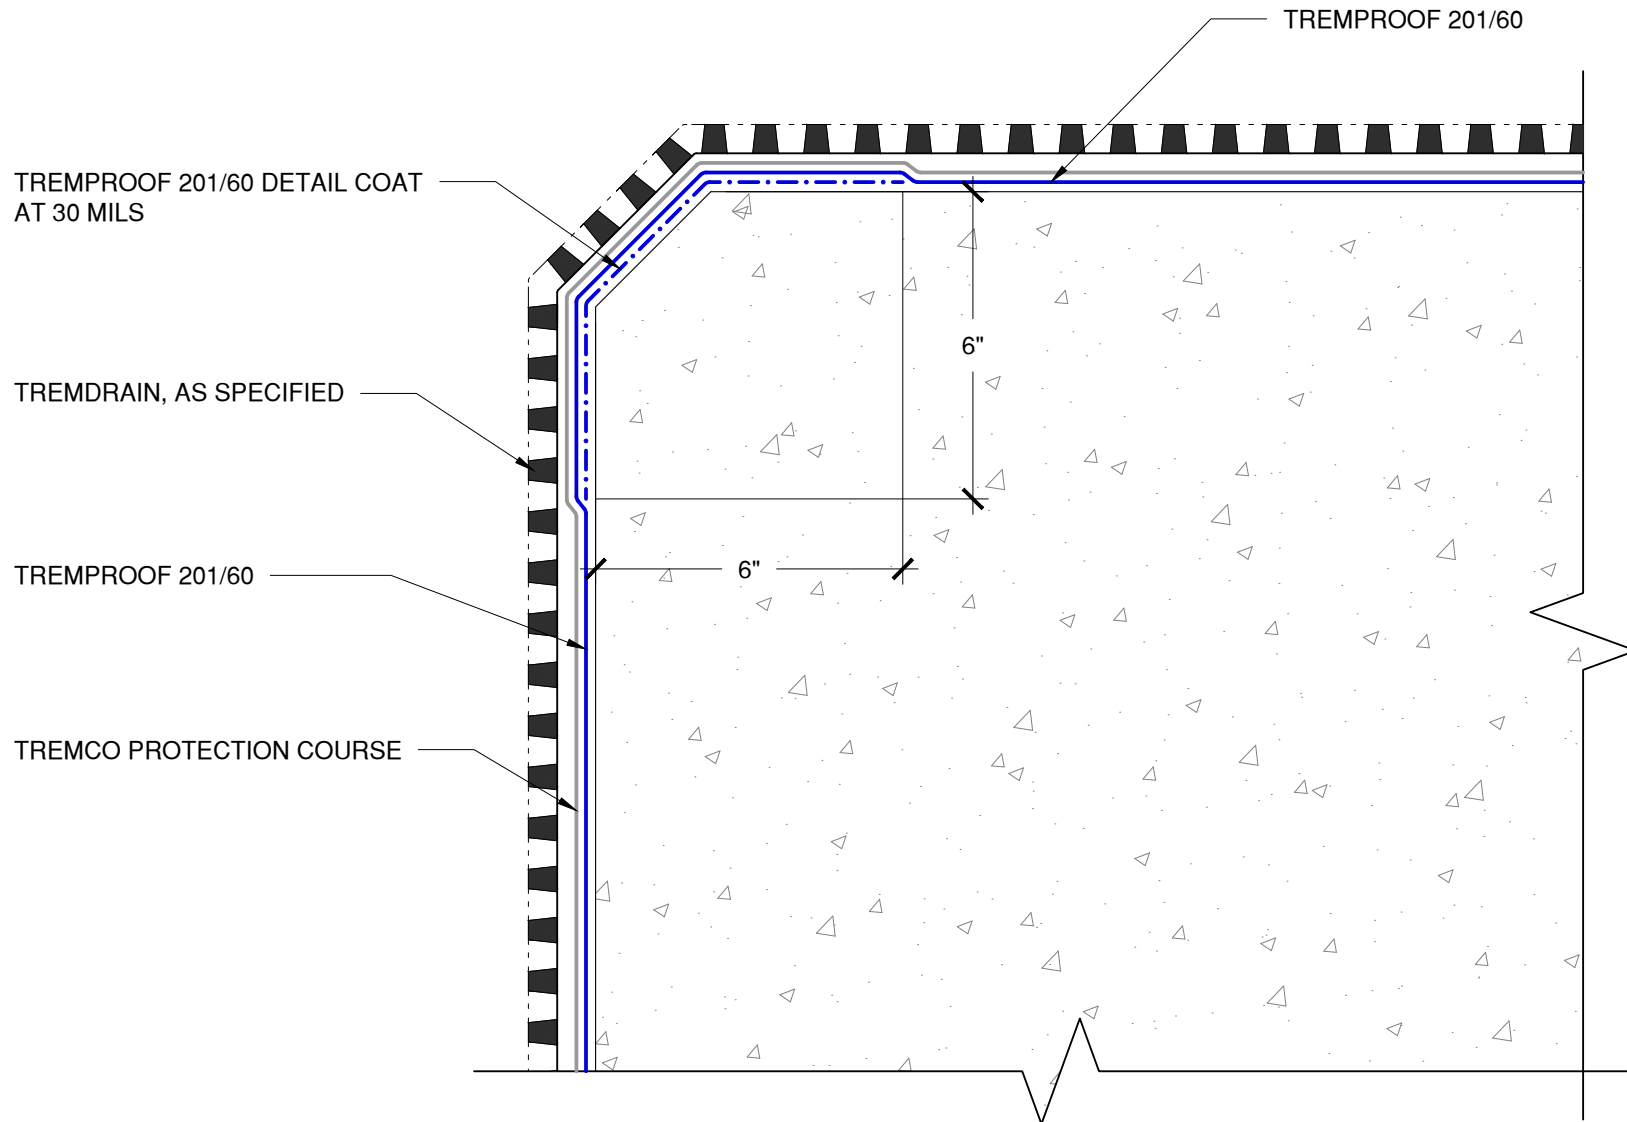 TREMPROOF 201/60
TREMPROOF 201/60 DETAIL COAT
AT 30 MILS
6"
TREMDRAIN, AS SPECIFIED
6"
TREMPROOF 201/60
TREMCO PROTECTION COURSE